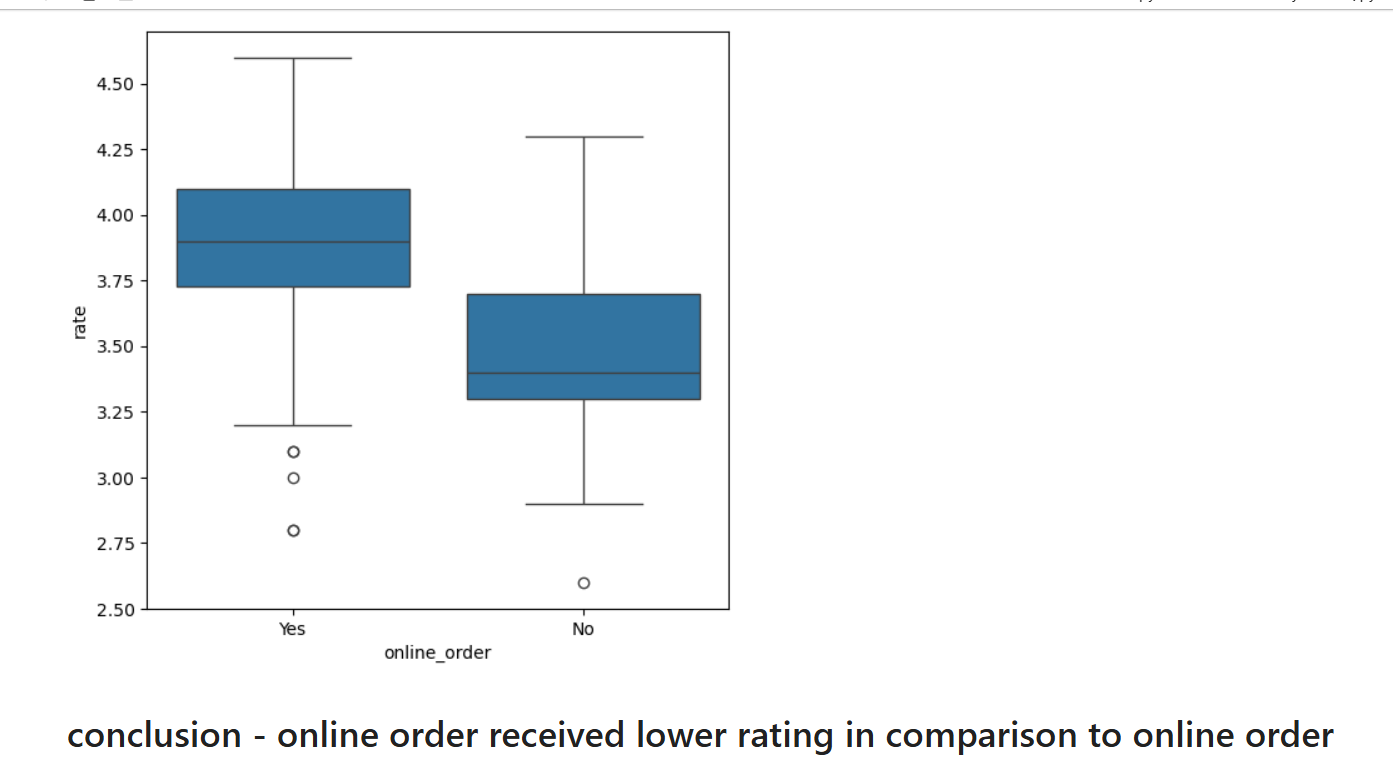 4.50
4.25
4.00
3.75
3.50
3.25
3.00
2.75
2.50
rate
Yes No
online_order
conclusion - online order received lower rating in comparison to online order